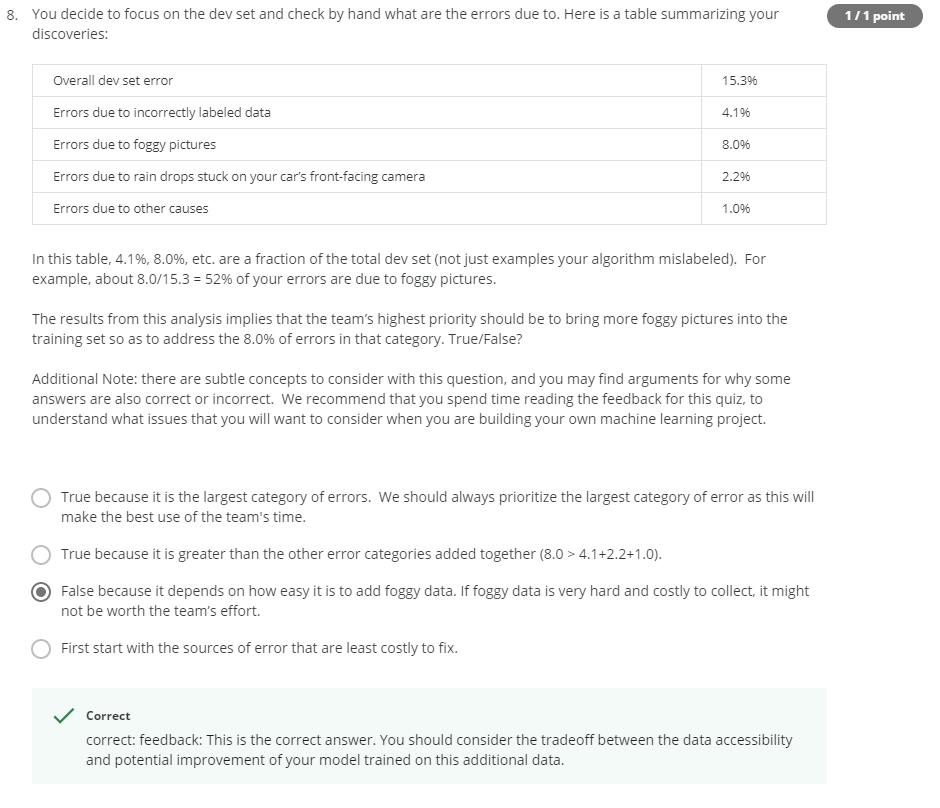 8. You decide to focus on the dev set and check by hand what are the errors due to. Here is a table summarizing your
discoveries:
1 / 1 point
Overall dev set error 15.3%
Errors due to incorrectly labeled data 4.1%
Errors due to foggy pictures 8.0%
Errors due to rain drops stuck on your car's front-facing camera 2.2%
Errors due to other causes 1.0%
In this table, 4.1%, 8.0%, etc. are a fraction of the total dev set (not just examples your algorithm mislabeled).  For
example, about 8.0/15.3 = 52% of your errors are due to foggy pictures.
The results from this analysis implies that the team's highest priority should be to bring more foggy pictures into the
training set so as to address the 8.0% of errors in that category. True/False?
Additional Note: there are subtle concepts to consider with this question, and you may find arguments for why some
answers are also correct or incorrect.  We recommend that you spend time reading the feedback for this quiz, to
understand what issues that you will want to consider when you are building your own machine learning project.
True because it is the largest category of errors.  We should always prioritize the largest category of error as this will
make the best use of the team's time.
True because it is greater than the other error categories added together (8.0 > 4.1+2.2+1.0).
False because it depends on how easy it is to add foggy data. If foggy data is very hard and costly to collect, it might
not be worth the team's effort.
First start with the sources of error that are least costly to fix.
Correct
correct: feedback: This is the correct answer. You should consider the tradeoff between the data accessibility
and potential improvement of your model trained on this additional data.